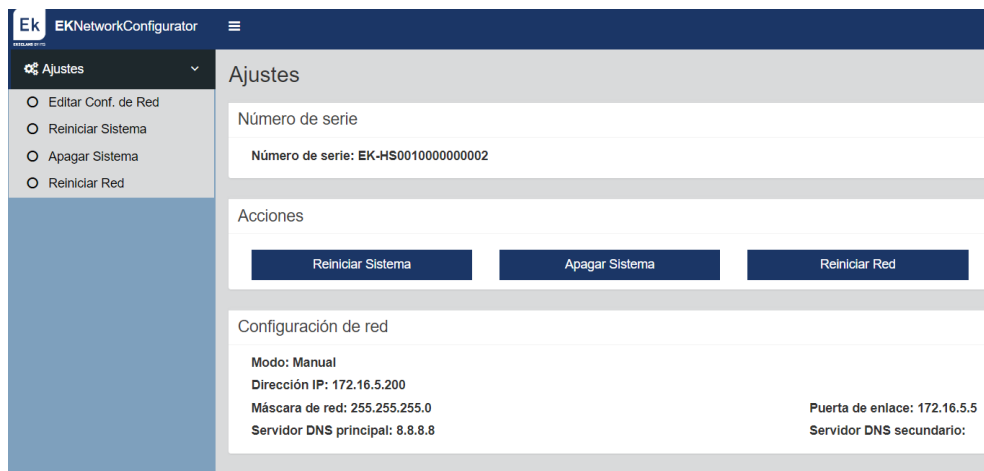 Ek EKNetworkConfigurator
EKSELANS BY ITS
Ajustes
Editar Conf. de Red
Reiniciar Sistema
Apagar Sistema
Reiniciar Red
Ajustes
Número de serie
Número de serie: EK-HS0010000000002
Acciones
Reiniciar Sistema Apagar Sistema Reiniciar Red
Configuración de red
Modo: Manual
Dirección IP: 172.16.5.200
Máscara de red: 255.255.255.0 Puerta de enlace: 172.16.5.5
Servidor DNS principal: 8.8.8.8 Servidor DNS secundario: